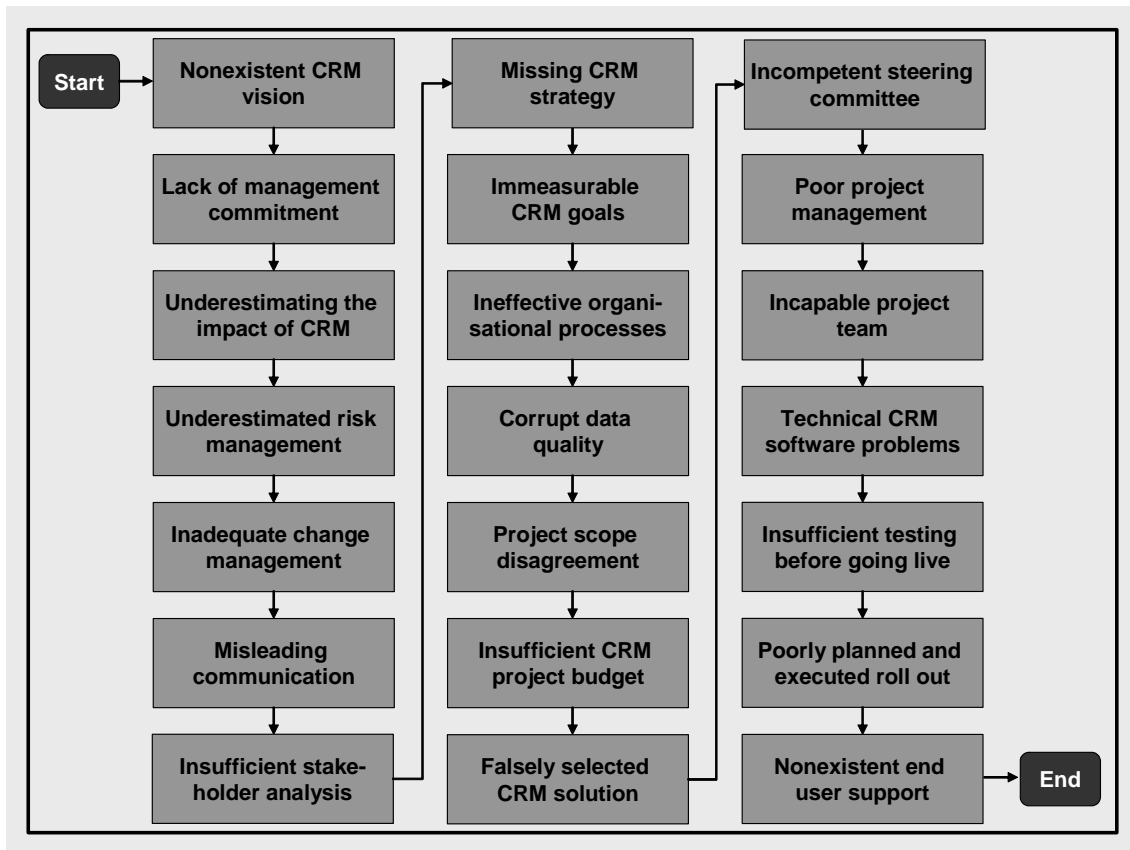 Start
Nonexistent CRM
vision
Lack of management
commitment
Underestimating the
impact of CRM
Underestimated risk
management
Inadequate change
management
Misleading
communication
Insufficient stake-
holder analysis
Missing CRM
strategy
Immeasurable
CRM goals
Ineffective organi-
sational processes
Corrupt data
quality
Project scope
disagreement
Insufficient CRM
project budget
Falsely selected
CRM solution
Incompetent steering
committee
Poor project
management
Incapable project
team
Technical CRM
software problems
Insufficient testing
before going live
Poorly planned and
executed roll out
Nonexistent end
user support
End